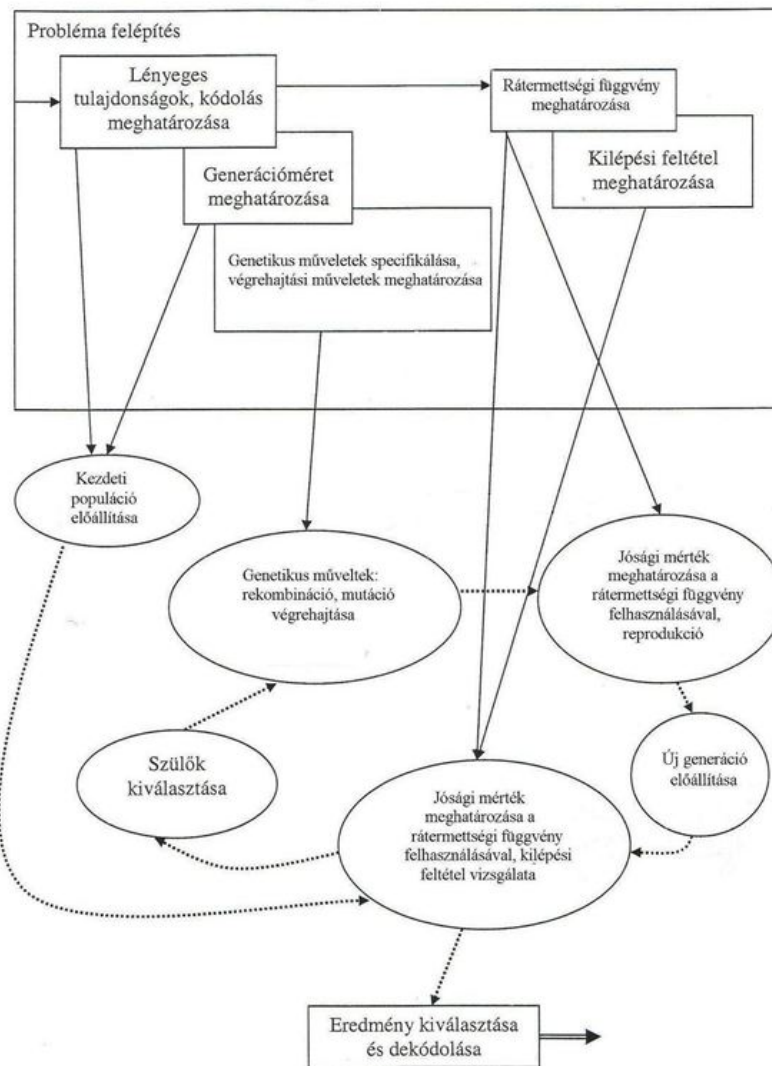 Probléma felépítés
Lényeges
tulajdonságok, kódolás
meghatározása
Rátermettségi függvény
meghatározása
Generációméret
meghatározása
Kilépési feltétel
meghatározása
Genetikus műveletek specifikálása,
végrehajtási műveletek meghatározása
Kezdeti
populáció
előállítása
Genetikus műveltek:
rekombináció, mutáció
végrehajtása
Jósági mérték
meghatározása a
rátermettségi függvény
felhasználásával,
reprodukció
Szülők
kiválasztása
Új generáció
előállítása
Jósági mérték
meghatározása a
rátermettségi függvény
felhasználásával, kilépési
feltétel vizsgálata
Eredmény kiválasztása
és dekódolása